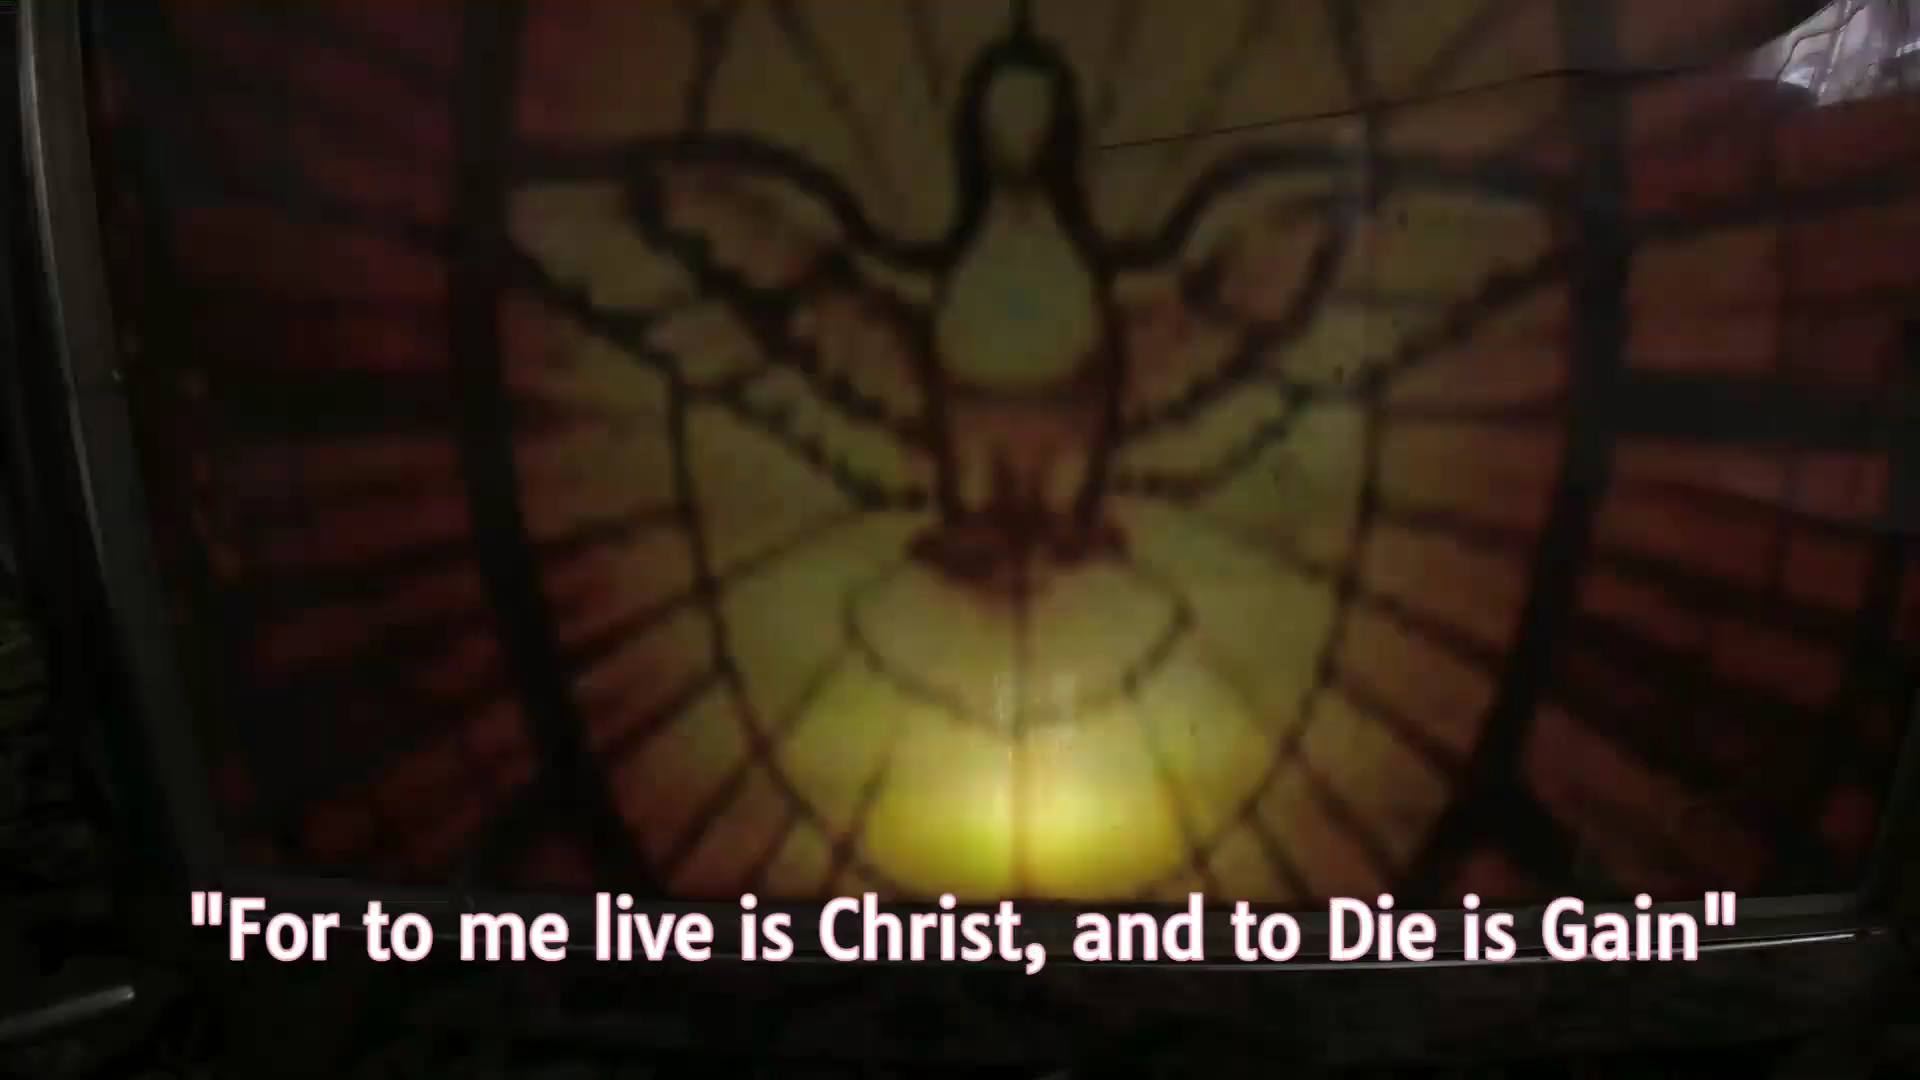 "For to me live is Christ, and to Die is Gain"